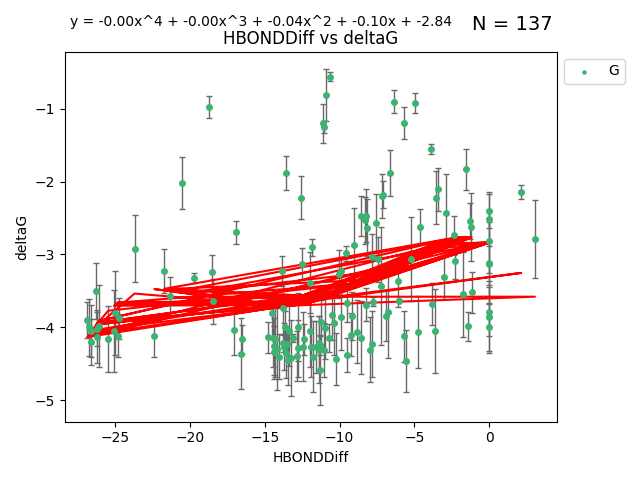 y = -0.00x^4 + -0.00x^3 + -0.04x^2 + -0.10x + -2.84
N = 137
HBONDDiff vs deltaG
G
deltaG
−1
−2
−3
−4
−5
−25 −20 −15 −10 −5 0
HBONDDiff